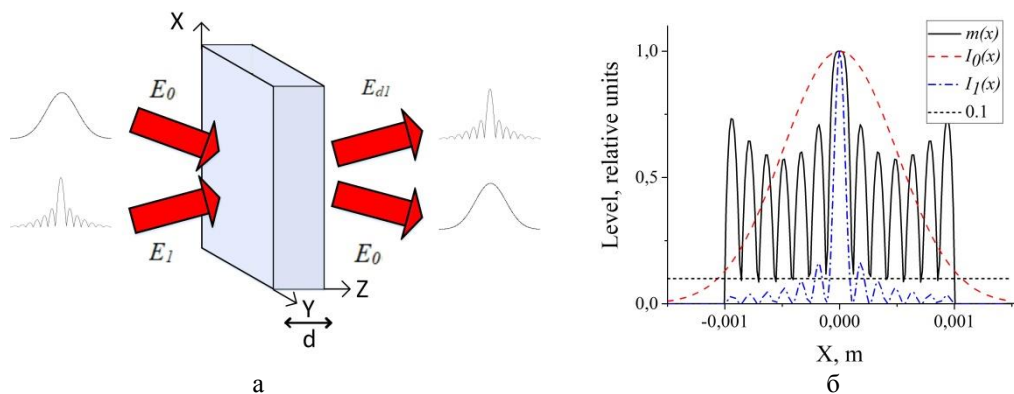 X
E₀
E_d1
E₁
E₀
Z
Y
d
а
Level, relative units
1,0
0,5
0,0
-0,001
0,000
0,001
X, m
m(x)
I₀(x)
I₁(x)
0.1
б